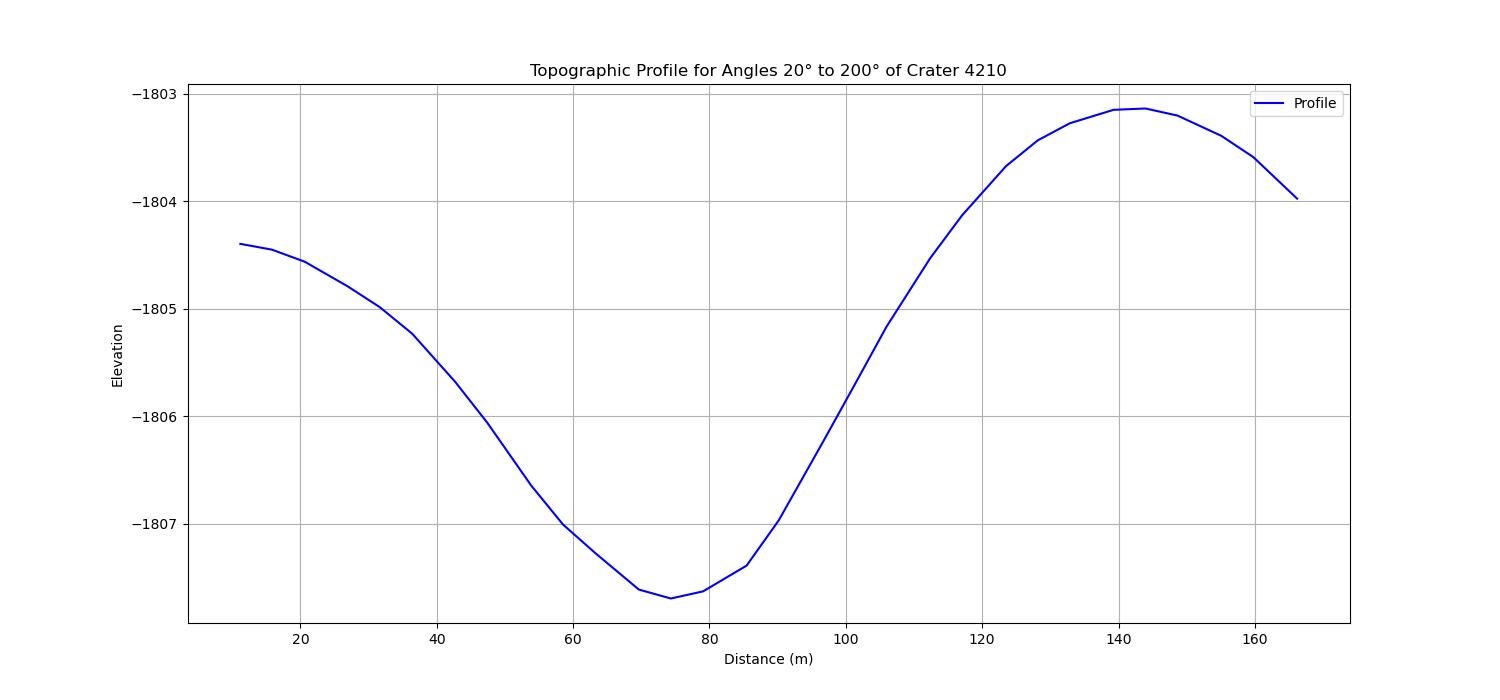 Topographic Profile for Angles 20° to 200° of Crater 4210
Profile
−1803
−1804
−1805
−1806
−1807
Elevation
20 40 60 80 100 120 140 160
Distance (m)